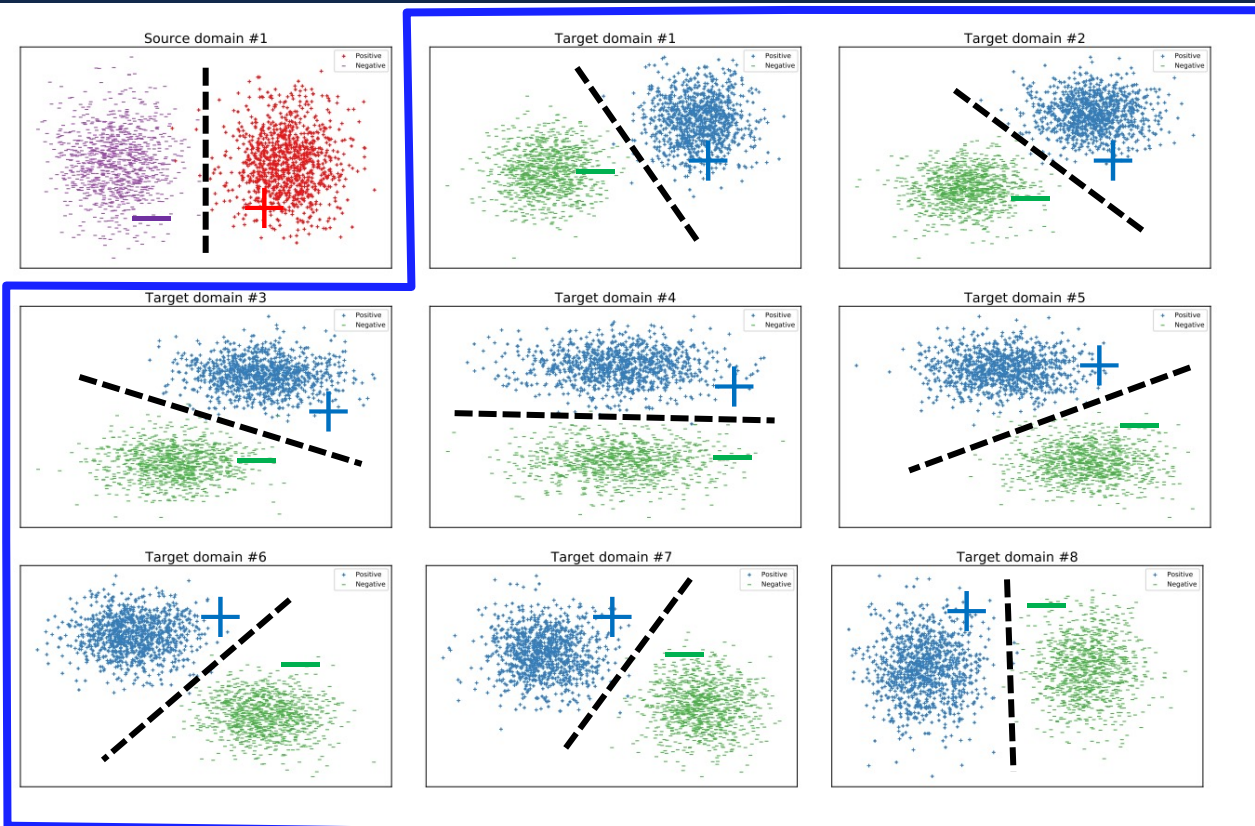 Source domain #1
Positive
Negative
Target domain #1
Positive
Negative
Target domain #2
Positive
Negative
Target domain #3
Positive
Negative
Target domain #4
Positive
Negative
Target domain #5
Positive
Negative
Target domain #6
Positive
Negative
Target domain #7
Positive
Negative
Target domain #8
Positive
Negative